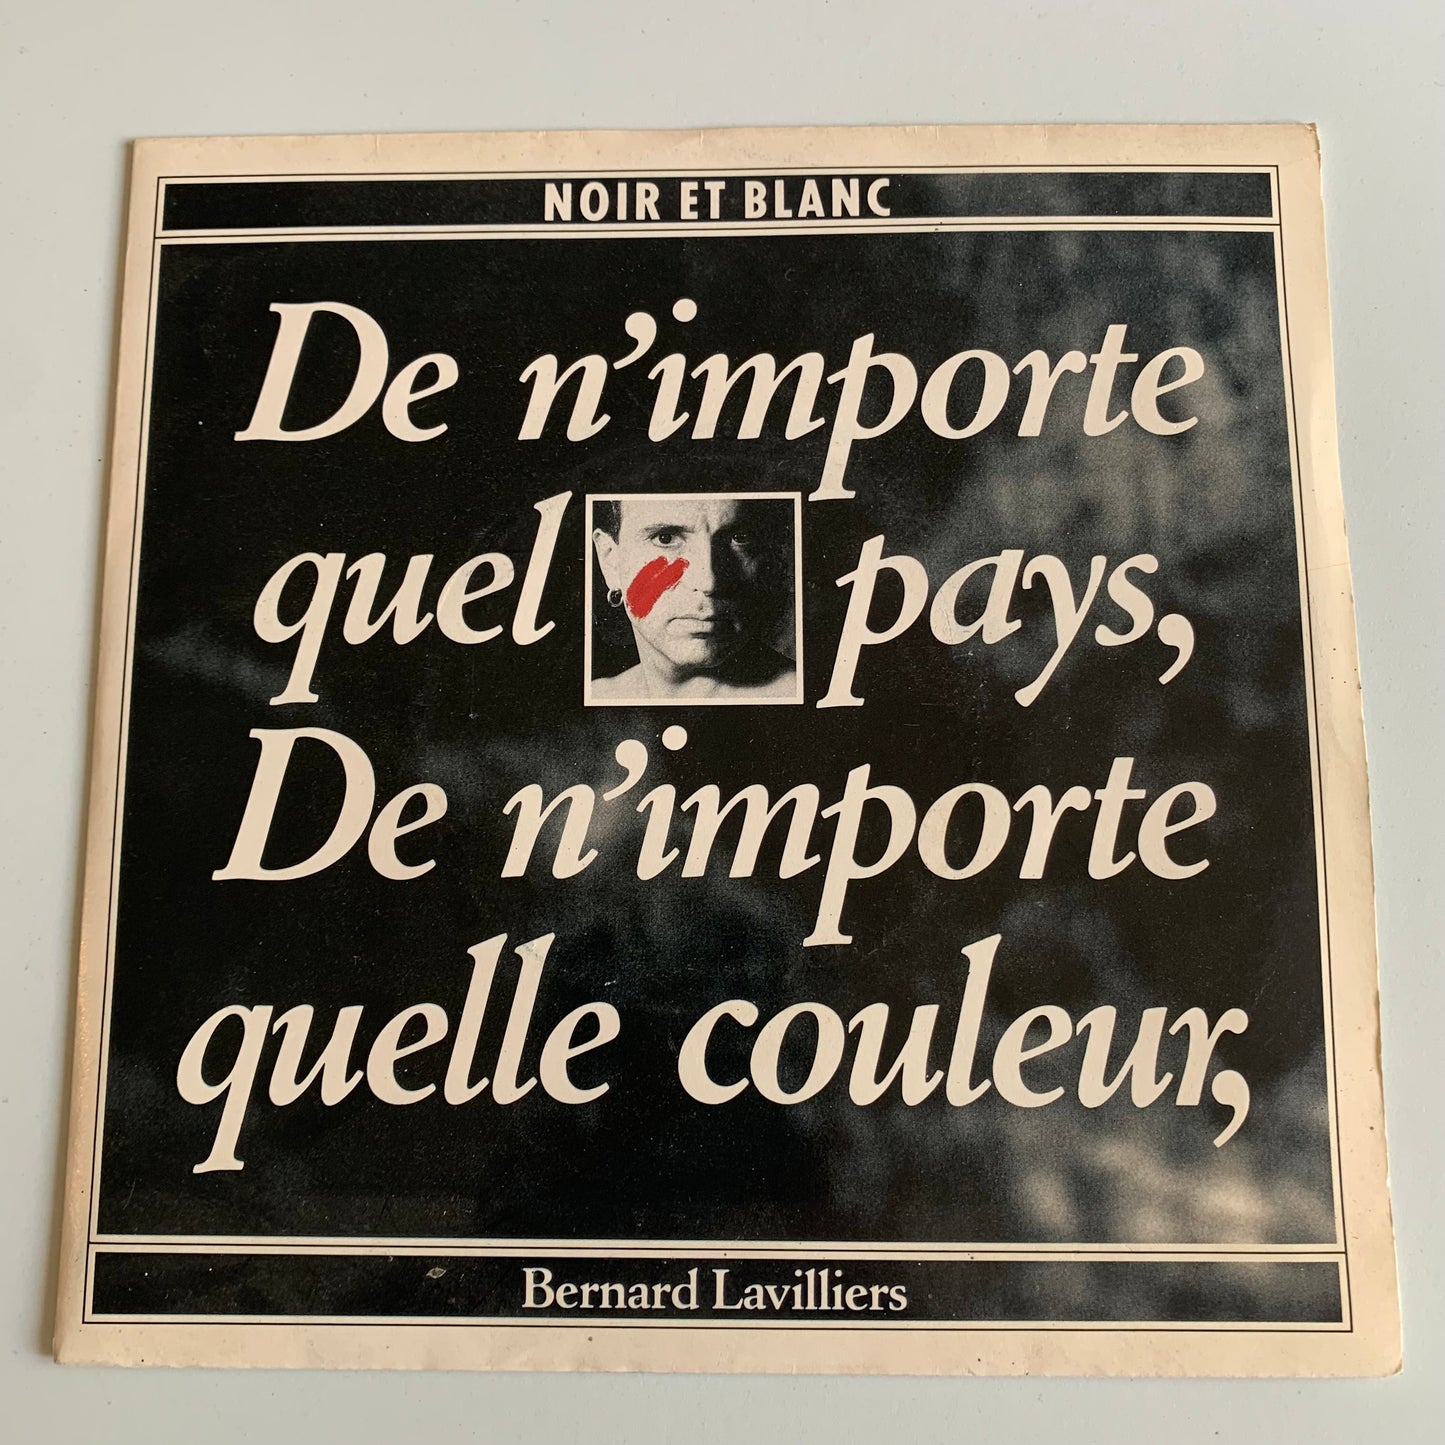 NOIR ET BLANC
De n'importe
quel pays,
De n'importe
quelle couleur,
Bernard Lavilliers